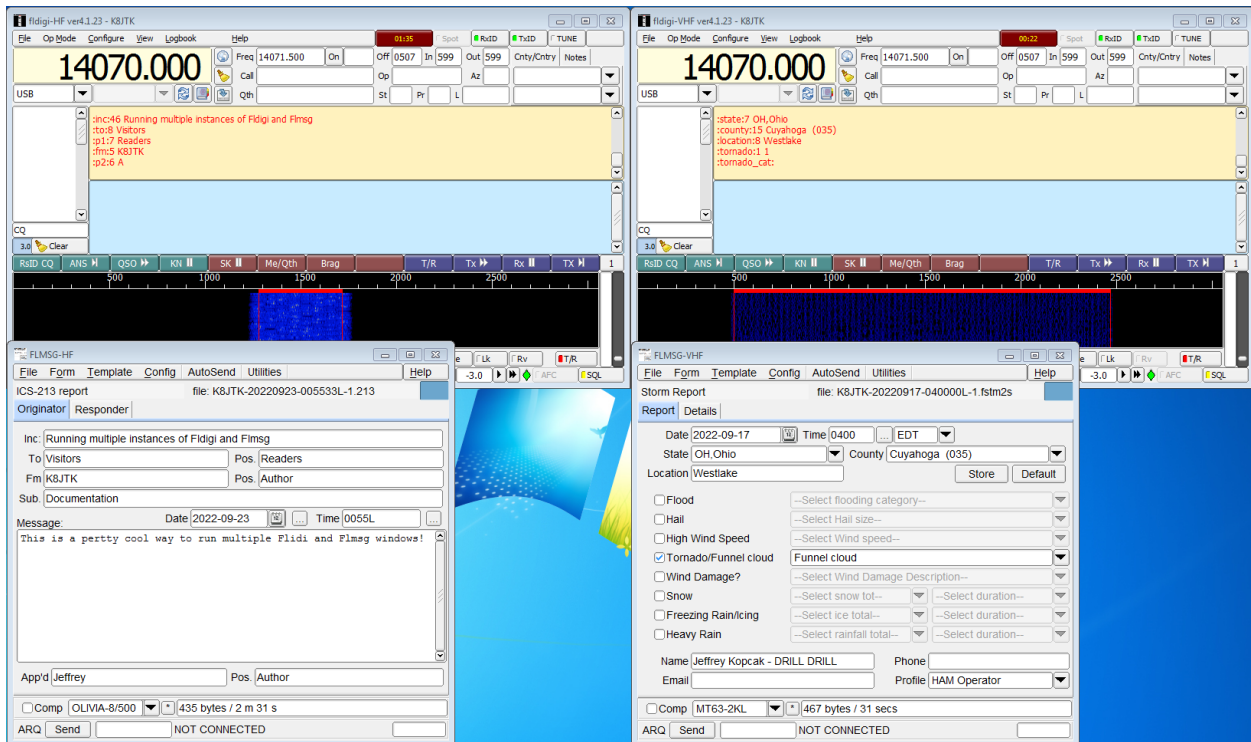 fldigi-HF ver4.1.23 - K8JTK
File Op Mode Configure View Logbook Help 01:35 Spot RxID TxID TUNE
14070.000
Freq 14071.500 On Off 0507 In 599 Out 599 Cnty/Cntry Notes
Call Op Az
USB Qth St Pr L
:inc:46 Running multiple instances of Fldigi and Flmsg
:to:8 Visitors
:p1:7 Readers
:fm:5 K8JTK
:p2:6 A
CQ
3.0 Clear
RsID CQ ANS QSO KN SK Me/Qth Brag T/R Tx Rx TX 1
500 1000 1500 2000 2500
e Lk Rv T/R
-3.0 AFC SQL
FLMSG-HF
File Form Template Config AutoSend Utilities Help
ICS-213 report file: K8JTK-20220923-005533L-1.213
Originator Responder
Inc: Running multiple instances of Fldigi and Flmsg
To Visitors Pos. Readers
Fm K8JTK Pos. Author
Sub. Documentation
Message: Date 2022-09-23 ... Time 0055L ...
This is a pertty cool way to run multiple Flidi and Flmsg windows!
App'd Jeffrey Pos. Author
Comp OLIVIA-8/500 * 435 bytes / 2 m 31 s
ARQ Send NOT CONNECTED
fldigi-VHF ver4.1.23 - K8JTK
File Op Mode Configure View Logbook Help 00:22 Spot RxID TxID TUNE
14070.000
Freq 14071.500 On Off 0507 In 599 Out 599 Cnty/Cntry Notes
Call Op Az
USB Qth St Pr L
:state:7 OH,Ohio
:county:15 Cuyahoga (035)
:location:8 Westlake
:tornado:1 1
:tornado_cat:
CQ
3.0 Clear
RsID CQ ANS QSO KN SK Me/Qth Brag T/R Tx Rx TX 1
500 1000 1500 2000 2500
e Lk Rv T/R
-3.0 AFC SQL
FLMSG-VHF
File Form Template Config AutoSend Utilities Help
Storm Report file: K8JTK-20220917-040000L-1.fstm2s
Report Details
Date 2022-09-17 Time 0400 ... EDT
State OH,Ohio County Cuyahoga (035)
Location Westlake Store Default
Flood --Select flooding category--
Hail --Select Hail size--
High Wind Speed --Select Wind speed--
Tornado/Funnel cloud Funnel cloud
Wind Damage? --Select Wind Damage Description--
Snow --Select snow tot-- --Select duration--
Freezing Rain/Icing --Select ice total-- --Select duration--
Heavy Rain --Select rainfall total-- --Select duration--
Name Jeffrey Kopcak - DRILL DRILL Phone
Email Profile HAM Operator
Comp MT63-2KL * 467 bytes / 31 secs
ARQ Send NOT CONNECTED